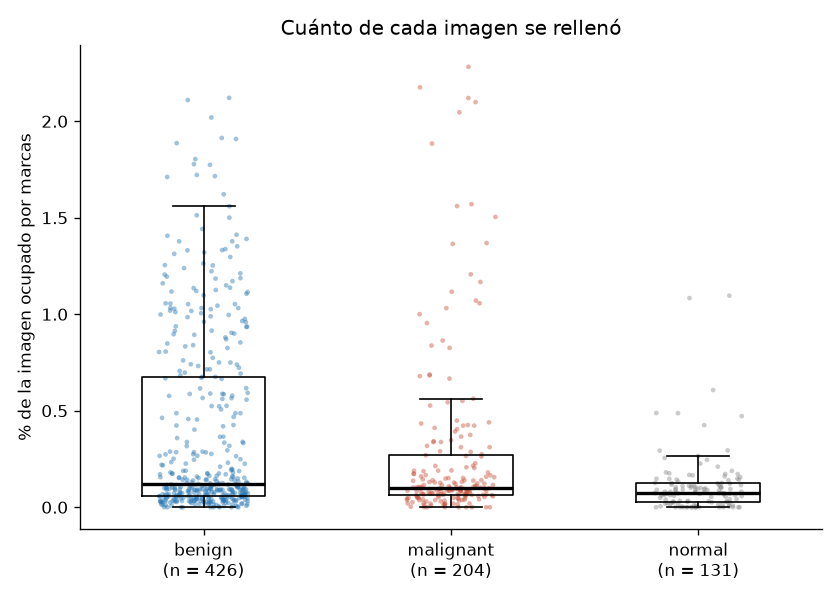 Cuánto de cada imagen se rellenó
% de la imagen ocupado por marcas
2.0
1.5
1.0
0.5
0.0
benign
(n = 426)
malignant
(n = 204)
normal
(n = 131)